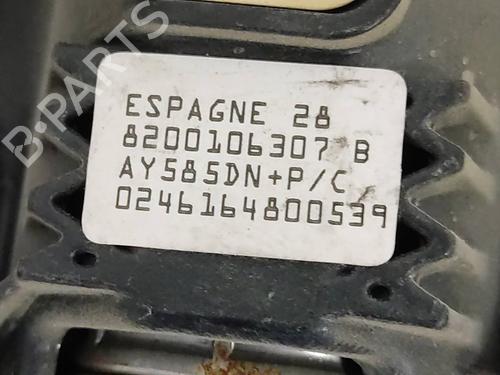 B-PARTS
ESPAGNE 28
8200106307 B
AY585DN+P/C
0246164800539